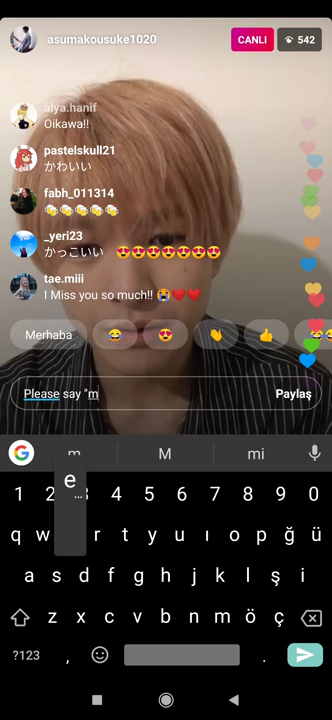 asumakousuke1020
CANLI
542
alya.hanif
Oikawa!!
pastelskull21
かわいい
fabh_011314
🍻🍻🍻🍻🍻
_yeri23
かっこいい 😍😍😍😍😍😍😍
tae.miii
I Miss you so much!! 😭❤️❤️
Merhaba 😂 😍 👏 👍
Please say "m
Paylaş
m M mi
1 2 3 4 5 6 7 8 9 0
e
...
q w r t y u ı o p ğ ü
a s d f g h j k l ş i
z x c v b n m ö ç
?123 , .